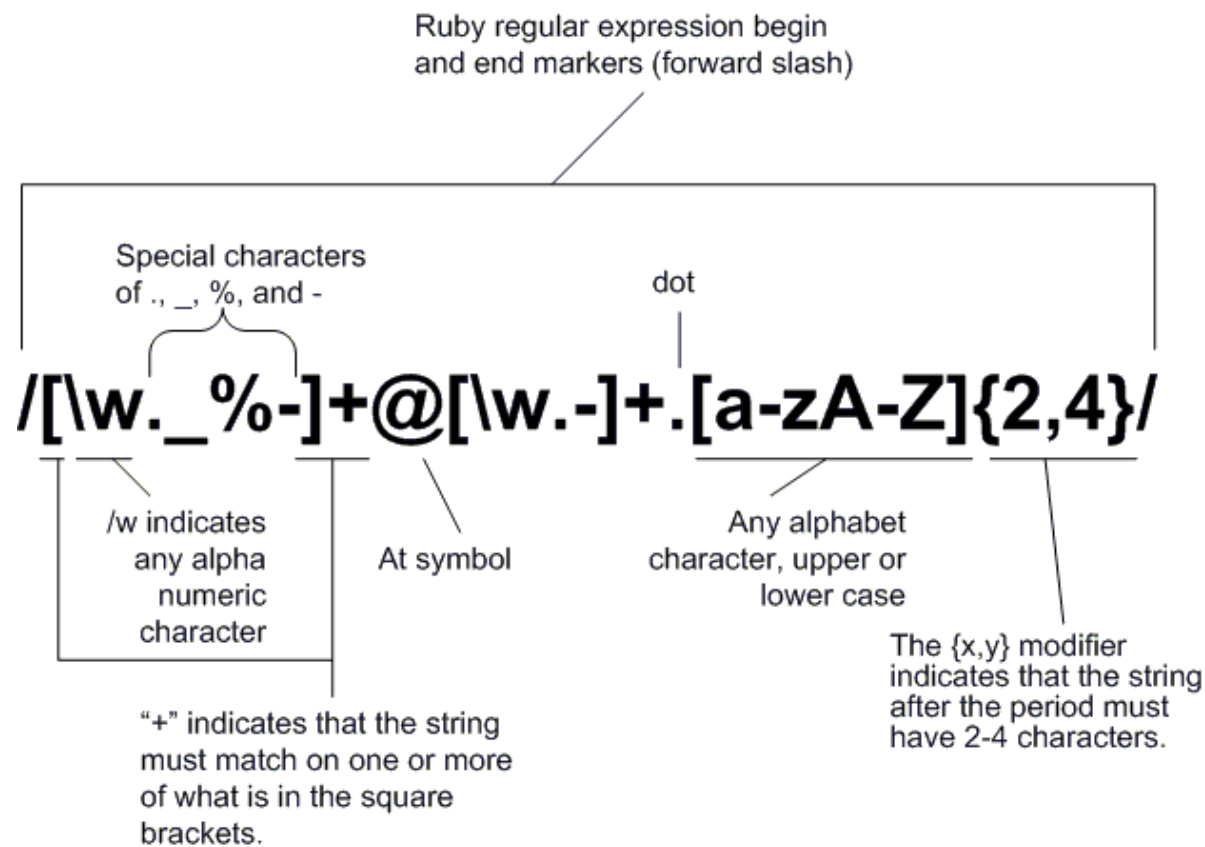 Ruby regular expression begin
and end markers (forward slash)
Special characters
of ., _, %, and -
dot
/[\w._%-]+@[\w.-]+.[a-zA-Z]{2,4}/
/w indicates
any alpha
numeric
character
At symbol
Any alphabet
character, upper or
lower case
The {x,y} modifier
indicates that the string
after the period must
have 2-4 characters.
“+” indicates that the string
must match on one or more
of what is in the square
brackets.